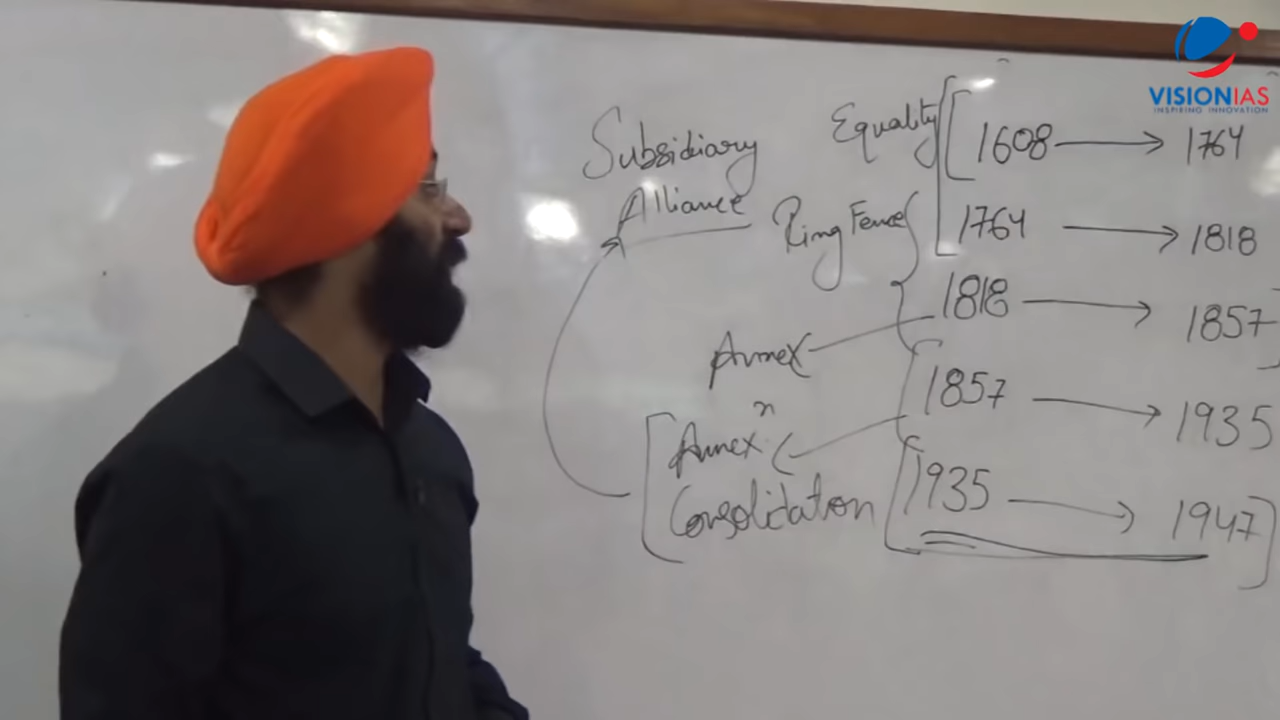 VISIONIAS
INSPIRING INNOVATION
Subsidiary
Alliance
Equality [ 1608 → 1764
Ring Fence 1764 → 1818
Annex 1818 → 1857
Annexⁿ 1857 → 1935
Consolidation 1935 → 1947